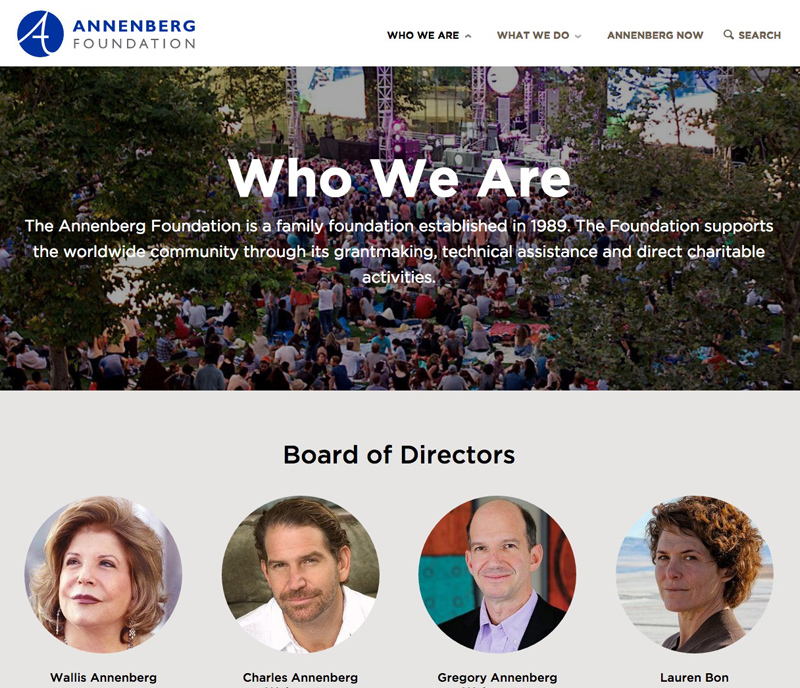 ANNENBERG
FOUNDATION
WHO WE ARE
WHAT WE DO
ANNENBERG NOW
SEARCH
Who We Are
The Annenberg Foundation is a family foundation established in 1989. The Foundation supports
the worldwide community through its grantmaking, technical assistance and direct charitable
activities.
Board of Directors
Wallis Annenberg
Charles Annenberg
Gregory Annenberg
Lauren Bon